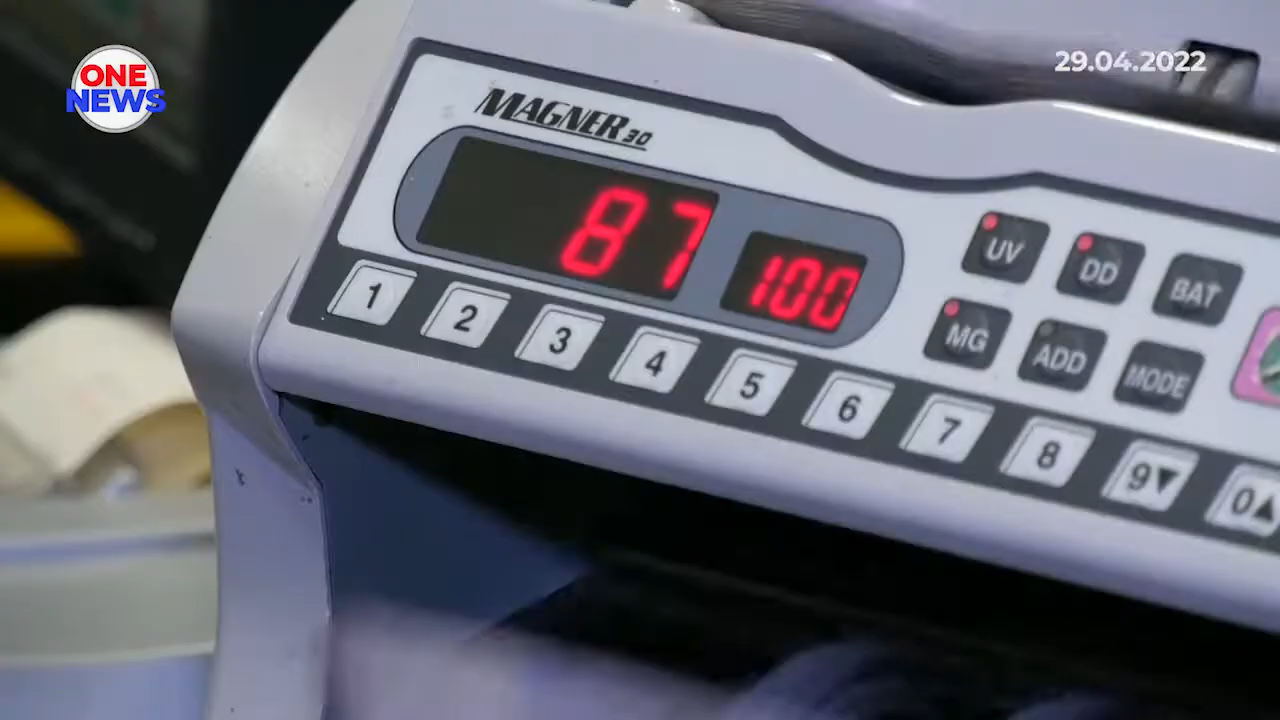 ONE
NEWS
29.04.2022
MAGNER 30
87
100
UV
DD
BAT
MG
ADD
MODE
1
2
3
4
5
6
7
8
9▼
0▲